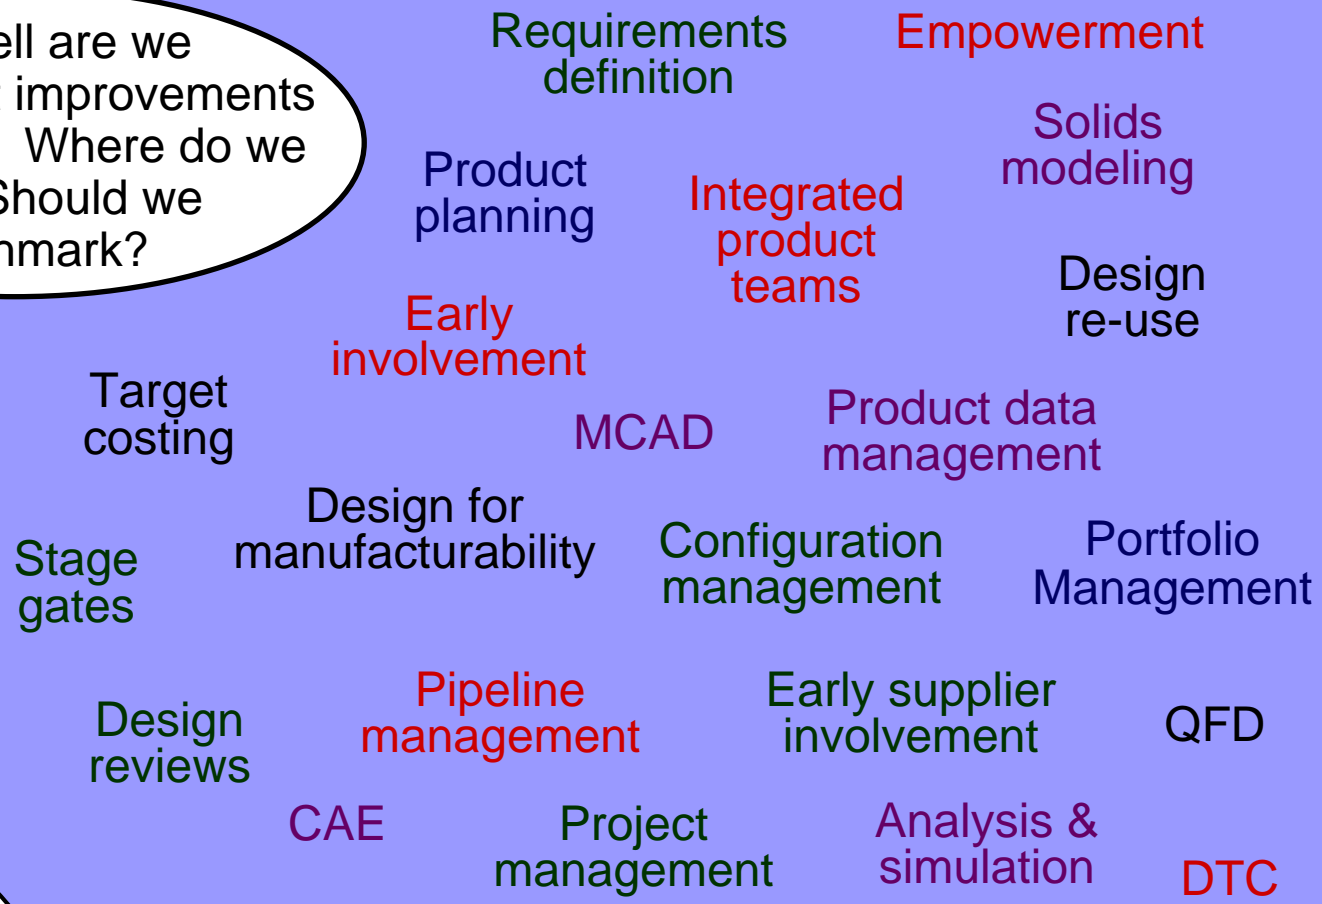 ell are we
improvements
Where do we
Should we
nmark?
Requirements
definition
Empowerment
Solids
modeling
Product
planning
Integrated
product
teams
Design
re-use
Early
involvement
Target
costing
MCAD
Product data
management
Design for
manufacturability
Stage
gates
Configuration
management
Portfolio
Management
Pipeline
management
Early supplier
involvement
QFD
Design
reviews
CAE
Project
management
Analysis &
simulation
DTC